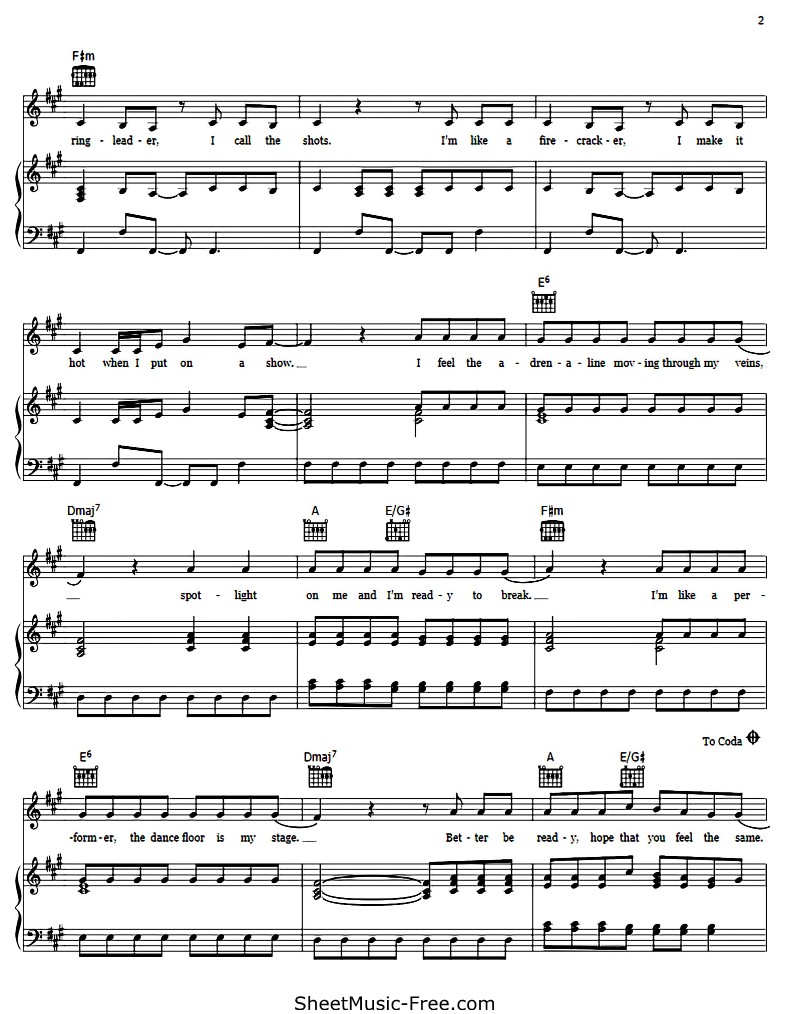 2
F#m
ring - lead - er, I call the shots. I'm like a fire - crack - er, I make it
E6
hot when I put on a show. I feel the a - dren - a - line mov - ing through my veins,
Dmaj7 A E/G# F#m
spot - light on me and I'm read - y to break. I'm like a per -
To Coda
E6 Dmaj7 A E/G#
-form - er, the dance floor is my stage. Bet - ter be read - y, hope that you feel the same.
SheetMusic-Free.com